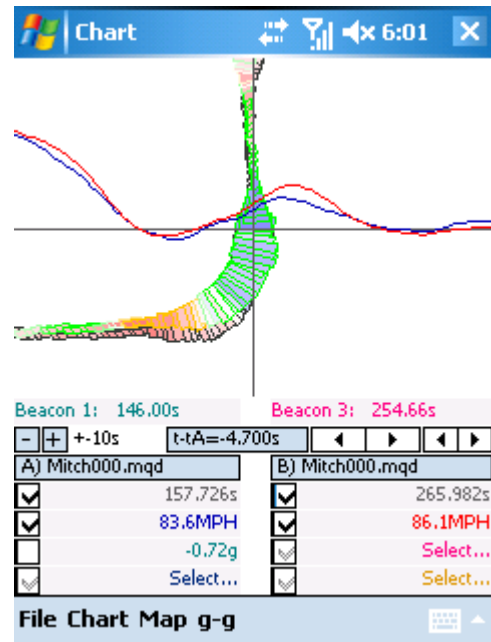 Chart 6:01
Beacon 1: 146.00s Beacon 3: 254.66s
- + +-10s t-tA=-4.700s
A) Mitch000.mqd B) Mitch000.mqd
157.726s 265.982s
83.6MPH 86.1MPH
-0.72g Select...
Select... Select...
File Chart Map g-g